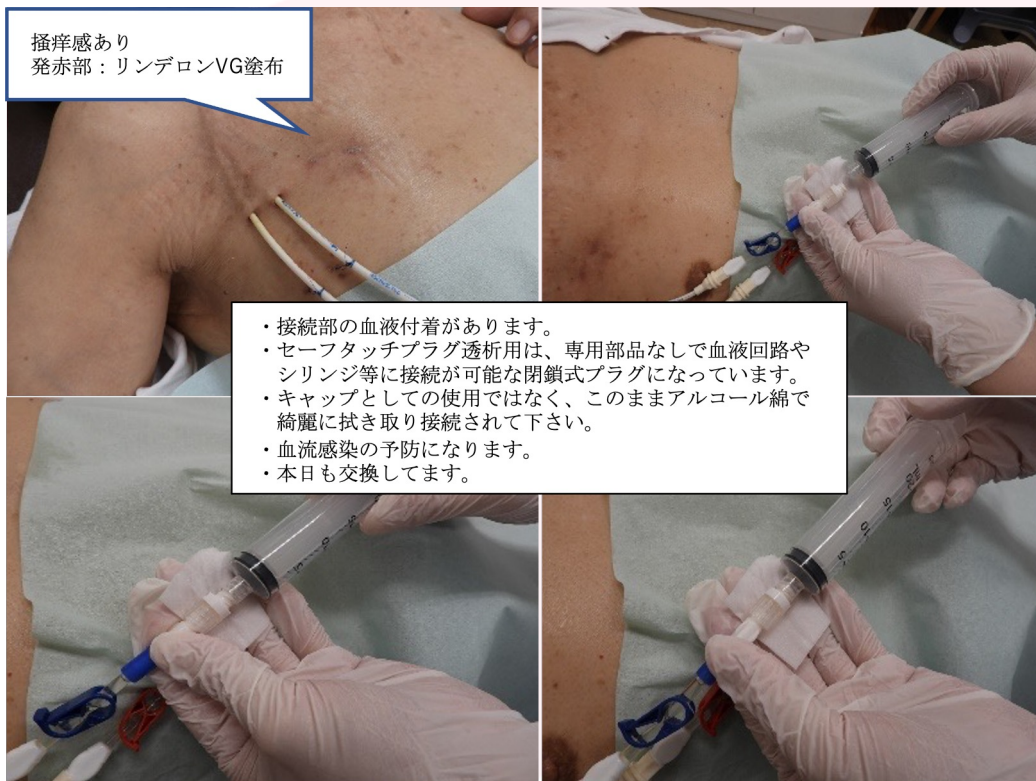 掻痒感あり
発赤部：リンデロンVG塗布
・接続部の血液付着があります。
・セーフタッチプラグ透析用は、専用部品なしで血液回路や
シリンジ等に接続が可能な閉鎖式プラグになっています。
・キャップとしての使用ではなく、このままアルコール綿で
綺麗に拭き取り接続されて下さい。
・血流感染の予防になります。
・本日も交換してます。